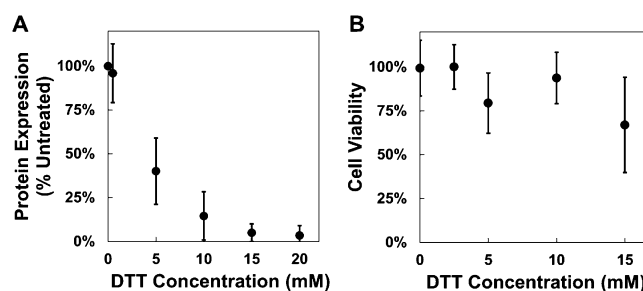 A
Protein Expression
(% Untreated)
100%
75%
50%
25%
0%
0 5 10 15 20
DTT Concentration (mM)
B
Cell Viability
100%
75%
50%
25%
0%
0 5 10 15
DTT Concentration (mM)